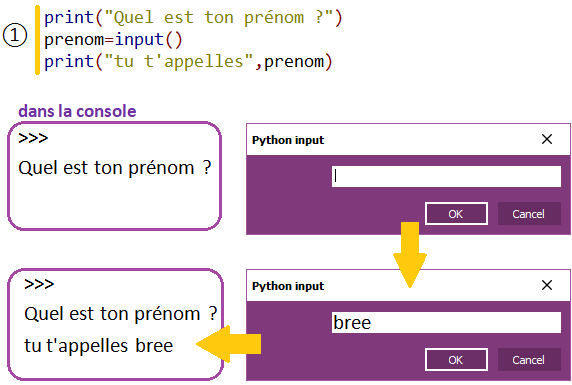 ①
print("Quel est ton prénom ?")
prenom=input()
print("tu t'appelles",prenom)
dans la console
>>>
Quel est ton prénom ?
Python input
OK Cancel
>>>
Quel est ton prénom ?
tu t'appelles bree
Python input
bree
OK Cancel